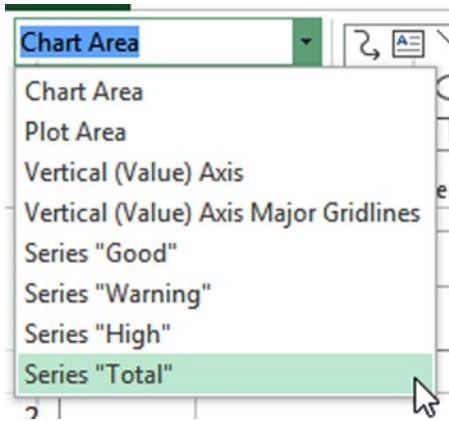 Chart Area
Chart Area
Plot Area
Vertical (Value) Axis
Vertical (Value) Axis Major Gridlines
Series "Good"
Series "Warning"
Series "High"
Series "Total"
2